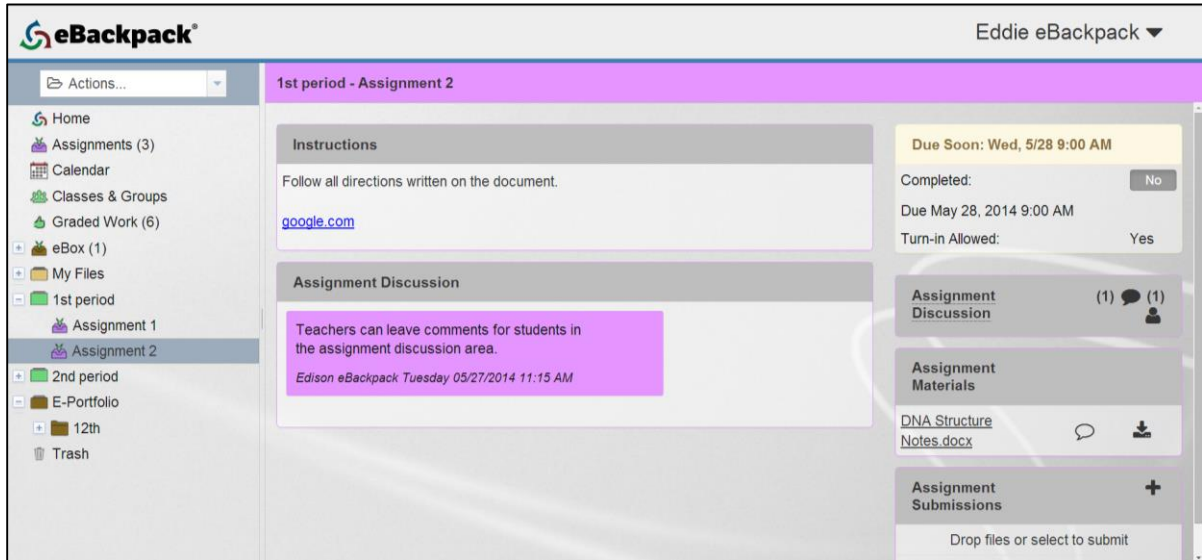 eBackpack®
Eddie eBackpack
Actions...
Home
Assignments (3)
Calendar
Classes & Groups
Graded Work (6)
eBox (1)
My Files
1st period
Assignment 1
Assignment 2
2nd period
E-Portfolio
12th
Trash
1st period - Assignment 2
Instructions
Follow all directions written on the document.
google.com
Assignment Discussion
Teachers can leave comments for students in
the assignment discussion area.
Edison eBackpack Tuesday 05/27/2014 11:15 AM
Due Soon: Wed, 5/28 9:00 AM
Completed: No
Due May 28, 2014 9:00 AM
Turn-in Allowed: Yes
Assignment (1) (1)
Discussion
Assignment
Materials
DNA Structure
Notes.docx
Assignment
Submissions
Drop files or select to submit